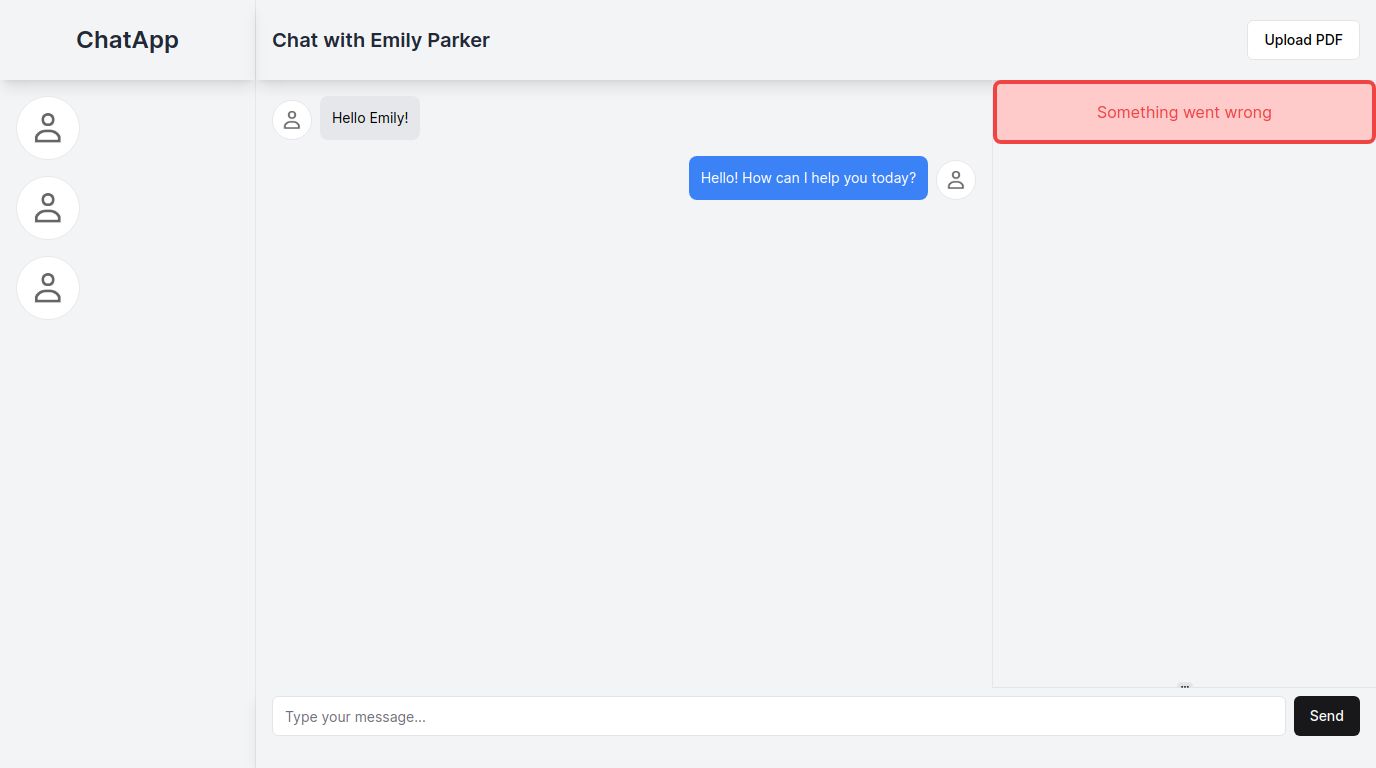 ChatApp
Chat with Emily Parker
Upload PDF
Hello Emily!
Something went wrong
Hello! How can I help you today?
Type your message...
Send